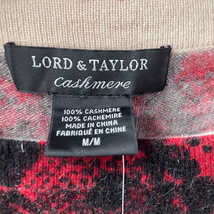 LORD & TAYLOR
cashmere
100% CASHMERE
100% CACHEMIRE
MADE IN CHINA
FABRIQUÉ EN CHINE
M/M